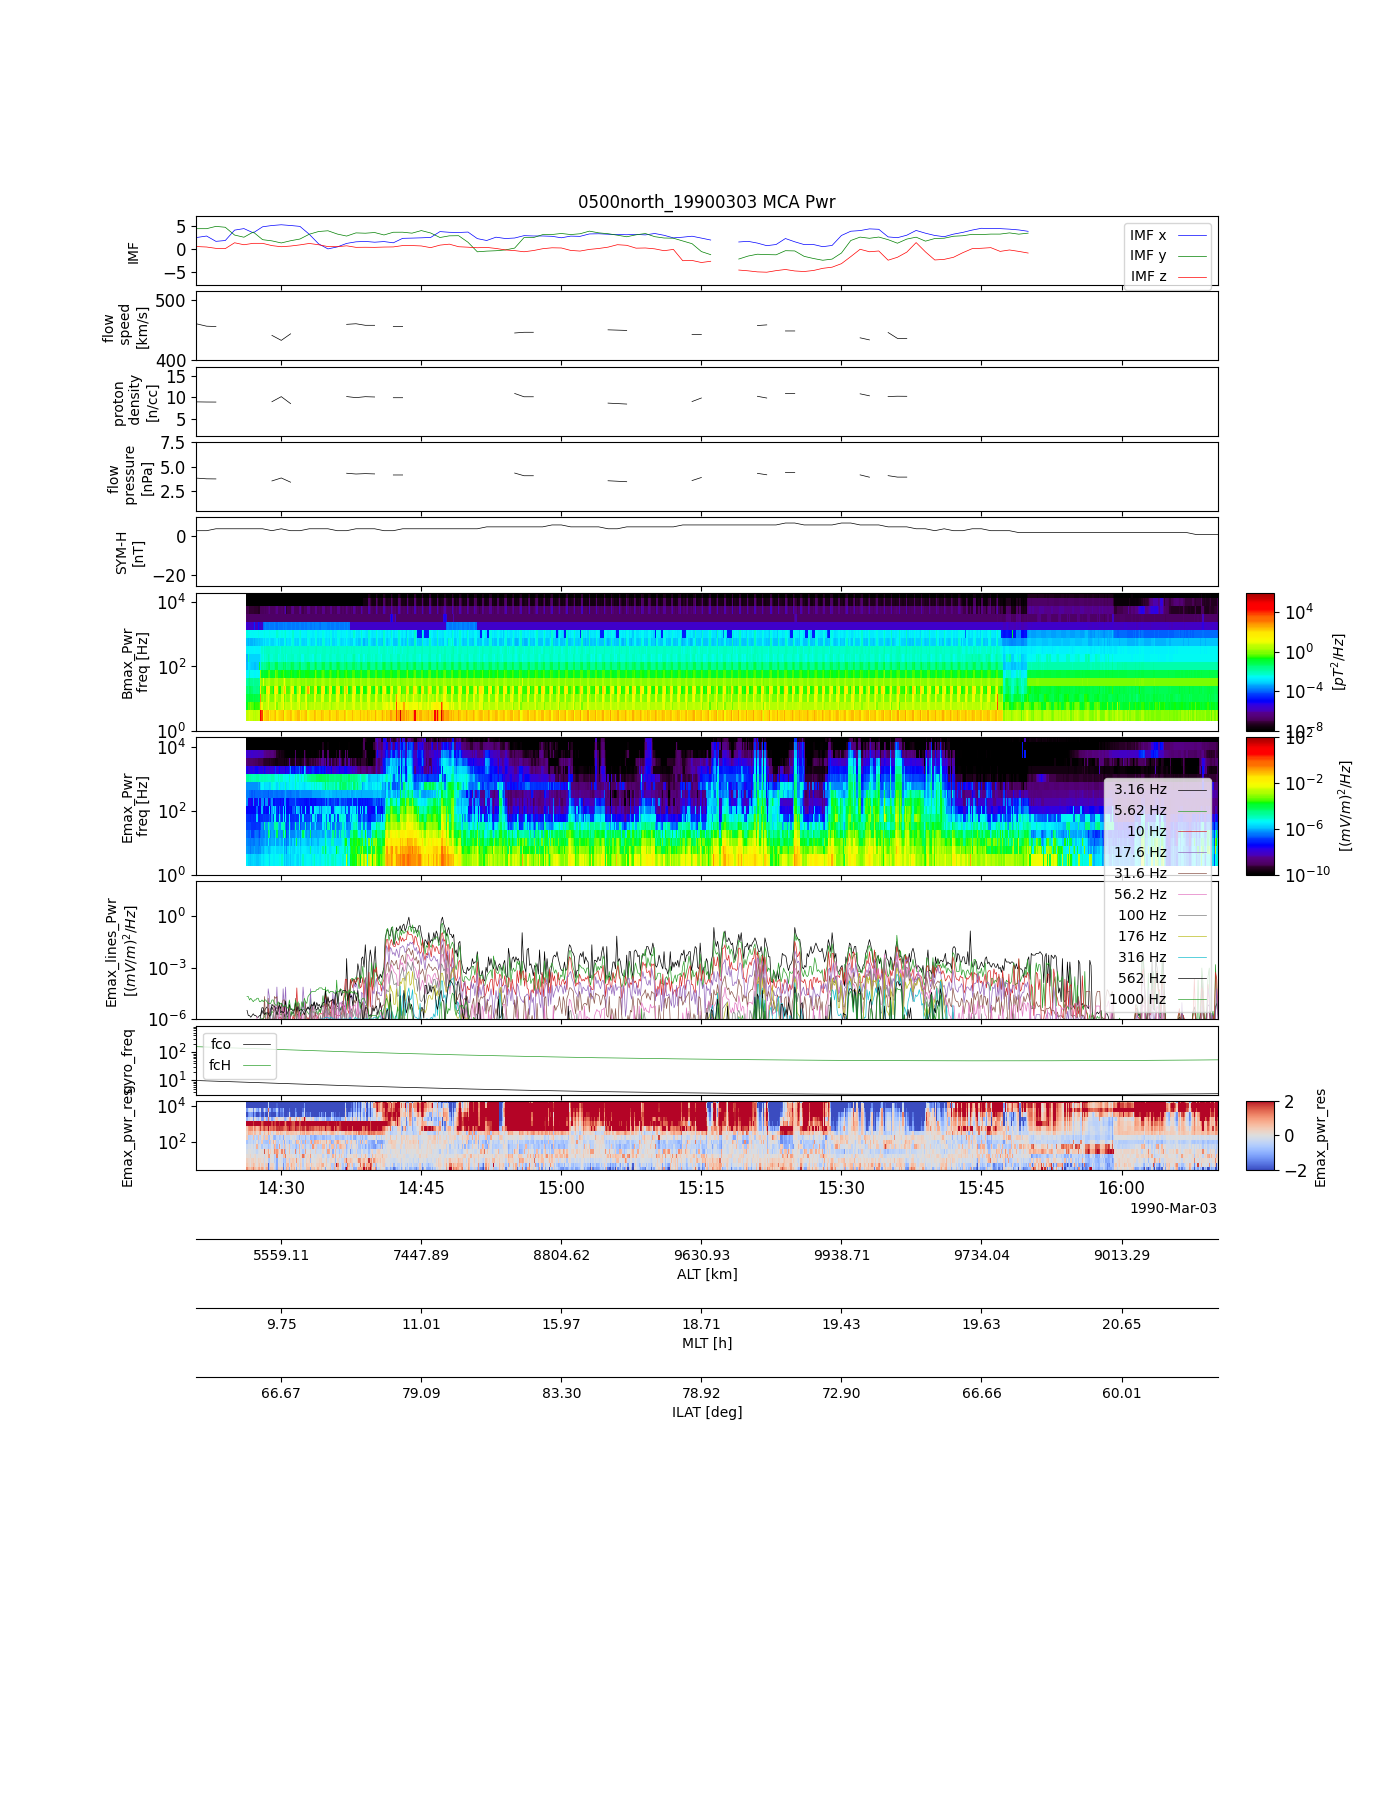 0500north_19900303 MCA Pwr
5
0
−5
IMF
IMF x
IMF y
IMF z
500
400
flow
speed
[km/s]
15
10
5
proton
density
[n/cc]
7.5
5.0
2.5
flow
pressure
[nPa]
0
−20
SYM-H
[nT]
10^4
10^2
10^0
Bmax_Pwr
freq [Hz]
10^4
10^0
10^−4
10^−8
[pT^2/Hz]
10^4
10^2
10^0
Emax_Pwr
freq [Hz]
10^2
10^−2
10^−6
10^−10
[(mV/m)^2/Hz]
3.16 Hz
5.62 Hz
10 Hz
17.6 Hz
31.6 Hz
56.2 Hz
100 Hz
176 Hz
316 Hz
562 Hz
1000 Hz
10^0
10^−3
10^−6
Emax_lines_Pwr
[(mV/m)^2/Hz]
10^2
10^1
gyro_freq
fco
fcH
10^4
10^2
Emax_pwr_res
2
0
−2
Emax_pwr_res
14:30 14:45 15:00 15:15 15:30 15:45 16:00
1990-Mar-03
5559.11 7447.89 8804.62 9630.93 9938.71 9734.04 9013.29
ALT [km]
9.75 11.01 15.97 18.71 19.43 19.63 20.65
MLT [h]
66.67 79.09 83.30 78.92 72.90 66.66 60.01
ILAT [deg]